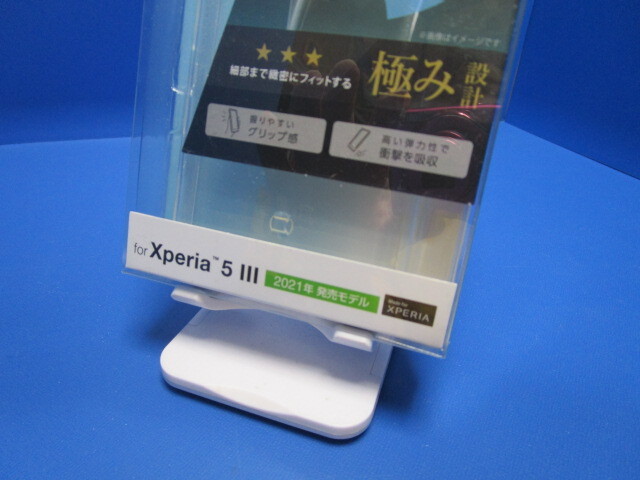 ※画像はイメージです
★★★
細部まで緻密にフィットする
極み設計
握りやすい
グリップ感
高い弾力性で
衝撃を吸収
for Xperia™ 5 III
2021年 発売モデル
Made for
XPERIA